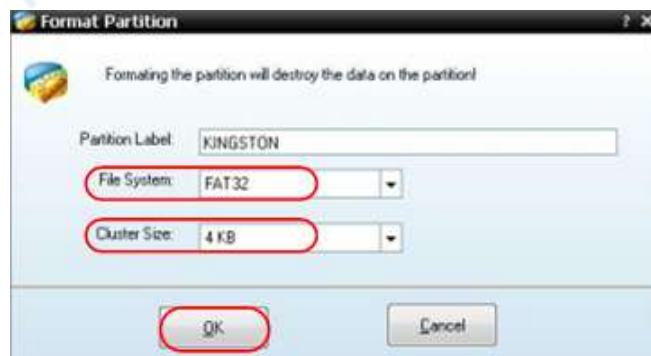 Format Partition
Formating the partition will destroy the data on the partition!
Partition Label: KINGSTON
File System: FAT32
Cluster Size: 4 KB
OK Cancel